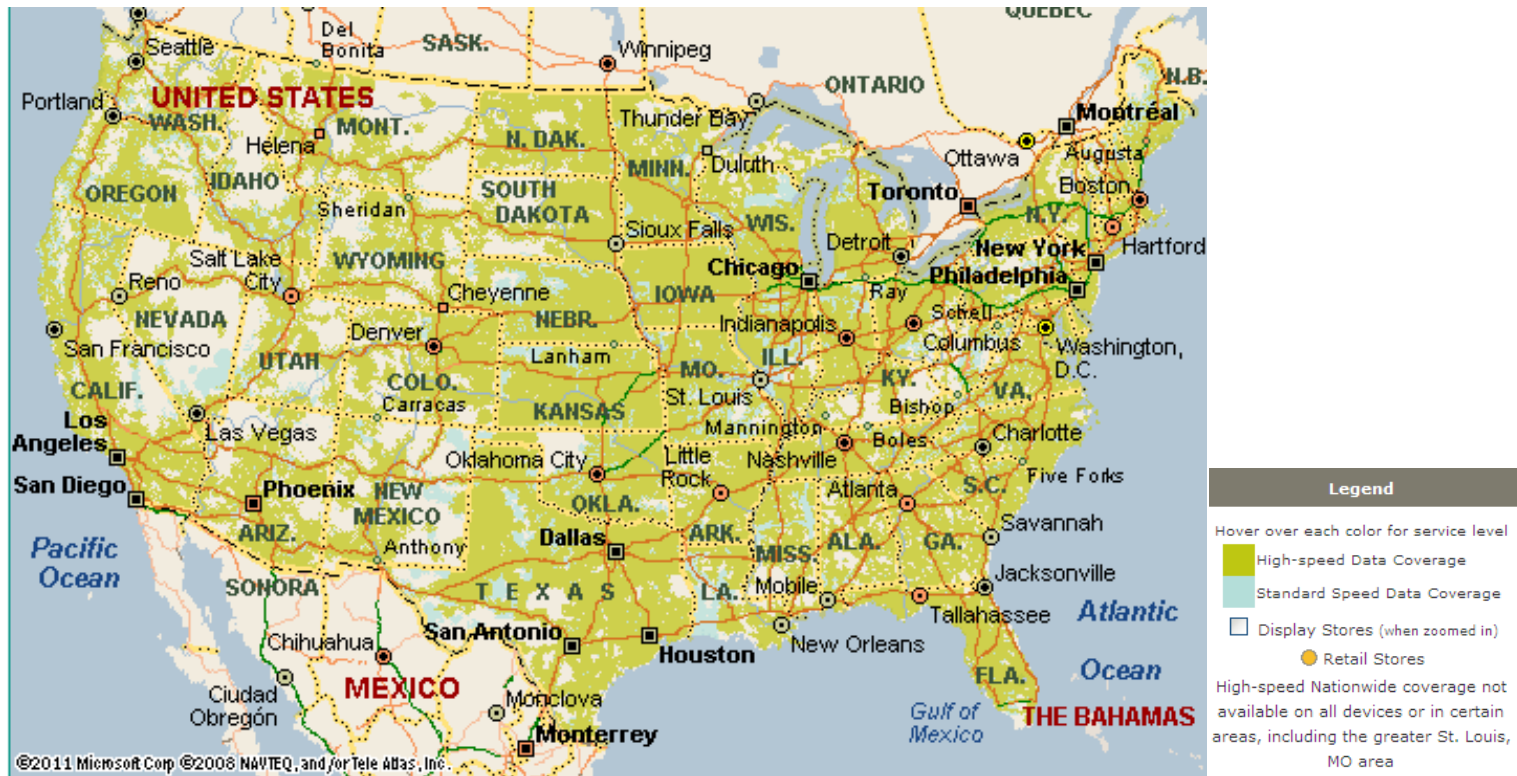 QUEBEC
Del
Bonita
SASK.
Winnipeg
Seattle
ONTARIO
N.B.
Portland
UNITED STATES
WASH.
MONT.
Helena
N. DAK.
Thunder Bay
Montréal
MINN.
Duluth
Ottawa
Augusta
OREGON
IDAHO
Sheridan
SOUTH
DAKOTA
Toronto
Boston
WIS.
N.Y.
Sioux Falls
Detroit
New York
Hartford
Salt Lake
City
WYOMING
Chicago
Philadelphia
Reno
Cheyenne
IOWA
Ray
NEVADA
Denver
NEBR.
Indianapolis
Schell
San Francisco
UTAH
Lanham
ILL.
Columbus
Washington,
D.C.
CALIF.
COLO.
Carracas
KANSAS
MO.
St. Louis
KY.
Bishop
VA.
Los
Angeles
Las Vegas
Mannington
Boles
Charlotte
Oklahoma City
Little
Rock
Nashville
San Diego
Phoenix
NEW
MEXICO
OKLA.
Atlanta
S.C.
Five Forks
Pacific
Ocean
ARIZ.
Anthony
Dallas
ARK.
MISS.
ALA.
GA.
Savannah
SONORA
TEXAS
LA.
Mobile
Jacksonville
Tallahassee
Atlantic
Ocean
Chihuahua
San Antonio
Houston
New Orleans
Ciudad
Obregón
MEXICO
Monclova
FLA.
Gulf of
Mexico
THE BAHAMAS
Monterrey
©2011 Microsoft Corp ©2008 NAVTEQ, and/or Tele Atlas, Inc.
Legend
Hover over each color for service level
High-speed Data Coverage
Standard Speed Data Coverage
Display Stores (when zoomed in)
Retail Stores
High-speed Nationwide coverage not
available on all devices or in certain
areas, including the greater St. Louis,
MO area